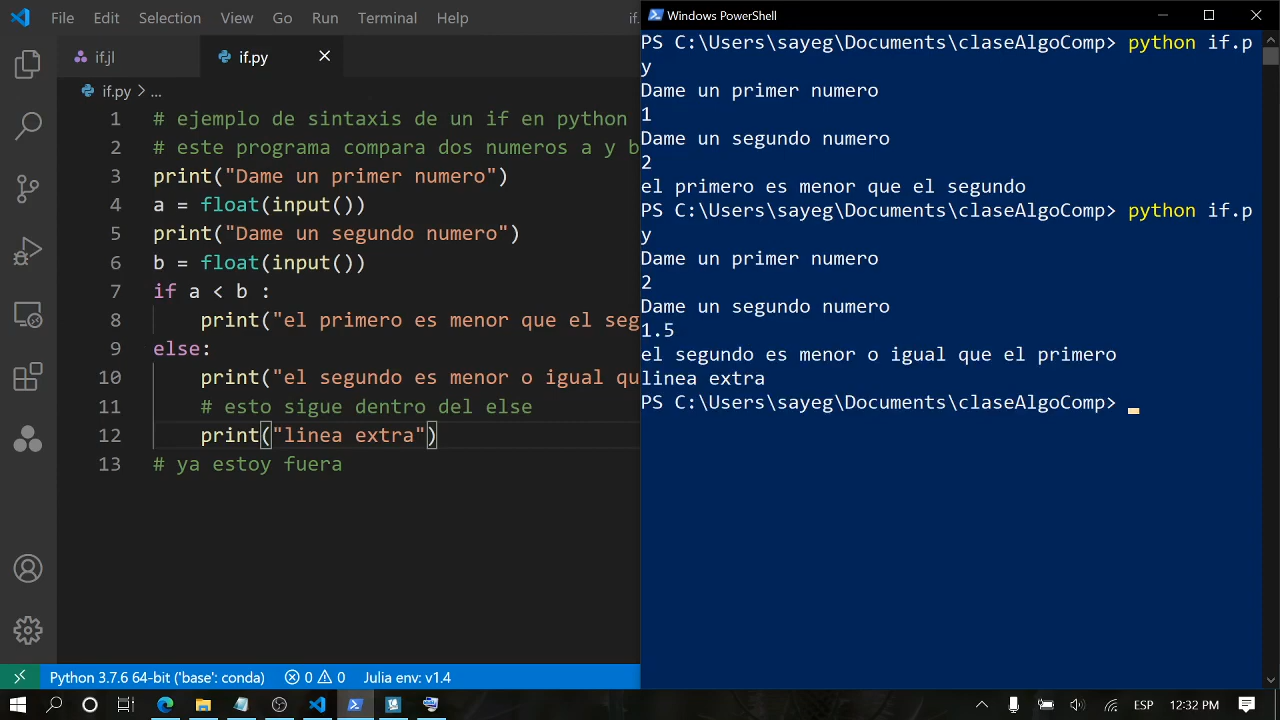 File Edit Selection View Go Run Terminal Help if.
if.jl if.py
if.py > ...
1 # ejemplo de sintaxis de un if en python
2 # este programa compara dos numeros a y b
3 print("Dame un primer numero")
4 a = float(input())
5 print("Dame un segundo numero")
6 b = float(input())
7 if a < b :
8 print("el primero es menor que el seg
9 else:
10 print("el segundo es menor o igual qu
11 # esto sigue dentro del else
12 print("linea extra")
13 # ya estoy fuera
Python 3.7.6 64-bit ('base': conda) 0 0 Julia env: v1.4
Windows PowerShell
PS C:\Users\sayeg\Documents\claseAlgoComp> python if.p
y
Dame un primer numero
1
Dame un segundo numero
2
el primero es menor que el segundo
PS C:\Users\sayeg\Documents\claseAlgoComp> python if.p
y
Dame un primer numero
2
Dame un segundo numero
1.5
el segundo es menor o igual que el primero
linea extra
PS C:\Users\sayeg\Documents\claseAlgoComp>
ESP 12:32 PM